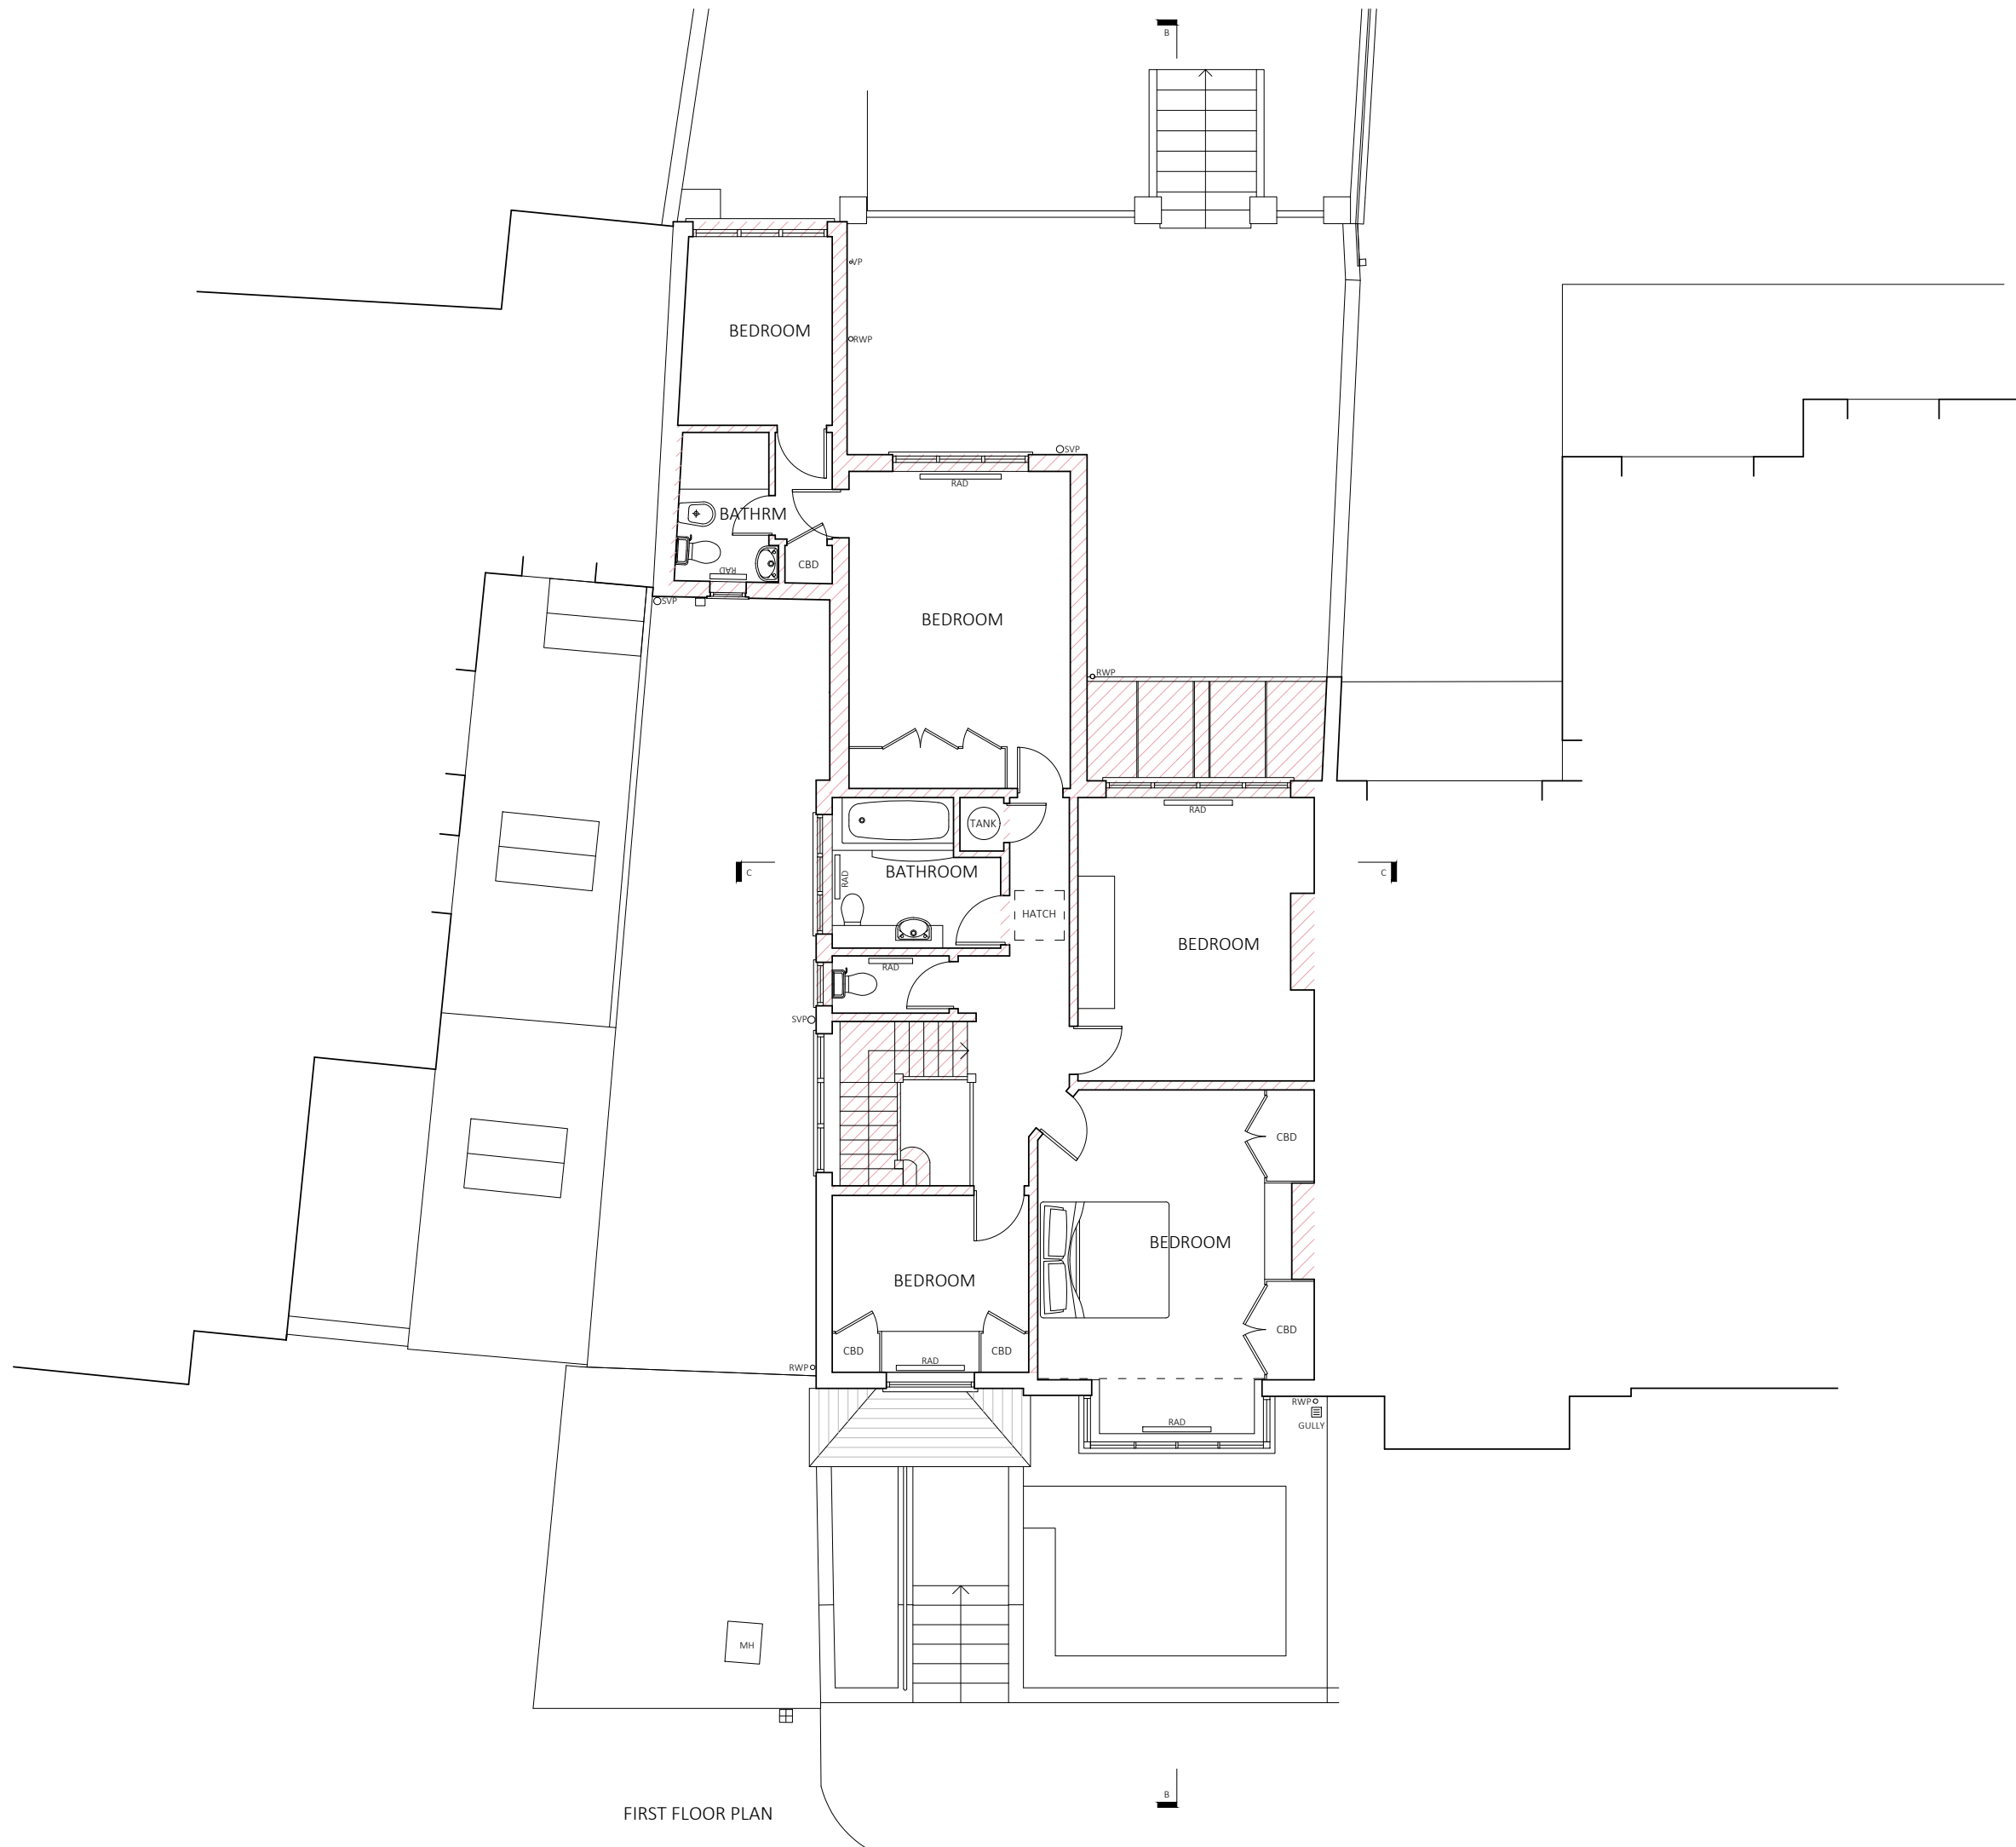 B
VP
BEDROOM
RWP
SVP
RAD
BATHRM
CBD
RAD
SVP
BEDROOM
RWP
RAD
TANK
BATHROOM
C
C
RAD
HATCH
BEDROOM
RAD
SVP
CBD
BEDROOM
BEDROOM
CBD
CBD
CBD
RAD
RWP
RWP
RAD
GULLY
MH
B
FIRST FLOOR PLAN